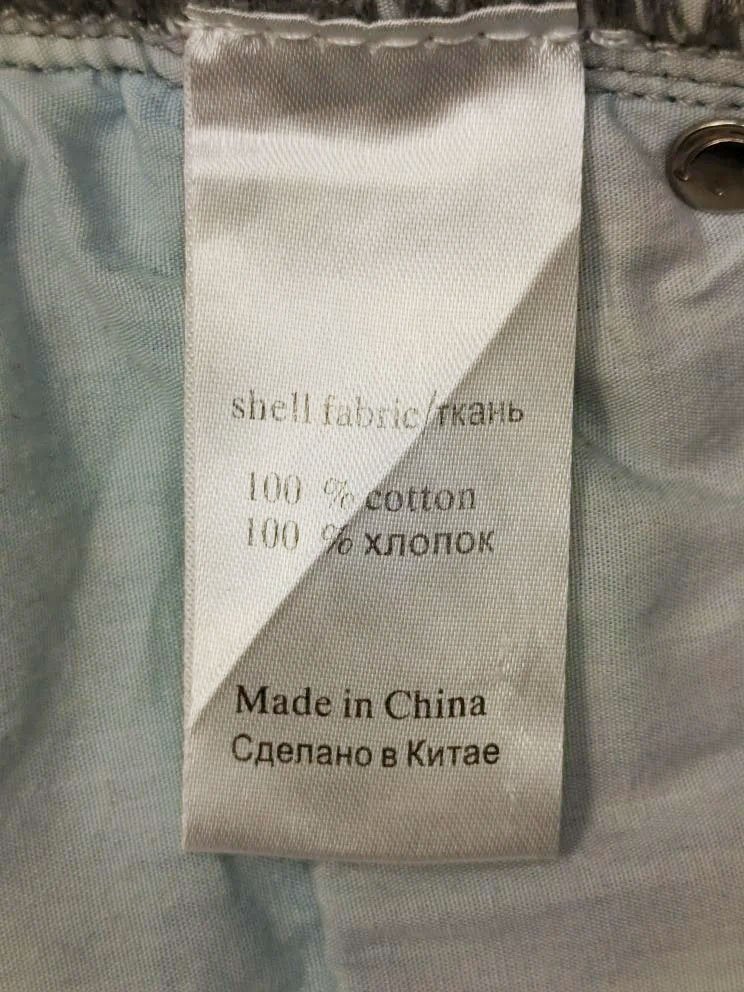 shell fabric/ткань
100 % cotton
100 % хлопок
Made in China
Сделано в Китае